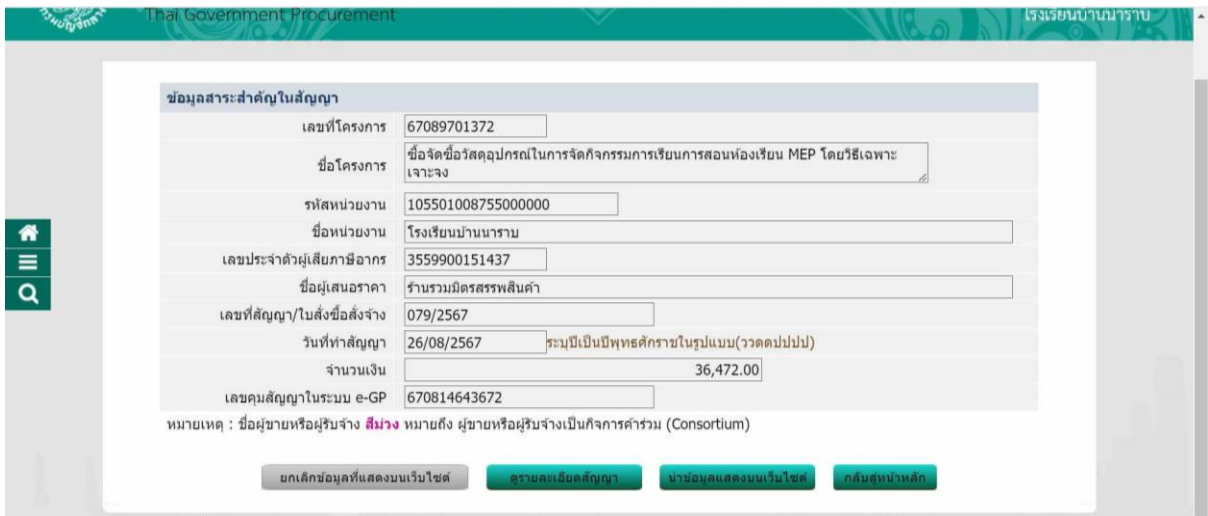 กรมบัญชีกลาง
Thai Government Procurement
โรงเรียนบ้านนาราบ
ข้อมูลสาระสำคัญในสัญญา
เลขที่โครงการ 67089701372
ชื่อโครงการ ซื้อจัดซื้อวัสดุอุปกรณ์ในการจัดกิจกรรมการเรียนการสอนห้องเรียน MEP โดยวิธีเฉพาะ
เจาะจง
รหัสหน่วยงาน 105501008755000000
ชื่อหน่วยงาน โรงเรียนบ้านนาราบ
เลขประจำตัวผู้เสียภาษีอากร 3559900151437
ชื่อผู้เสนอราคา ร้านรวมมิตรสรรพสินค้า
เลขที่สัญญา/ใบสั่งซื้อสั่งจ้าง 079/2567
วันที่ทำสัญญา 26/08/2567 ระบุปีเป็นปีพุทธศักราชในรูปแบบ(ววดดปปปป)
จำนวนเงิน 36,472.00
เลขคุมสัญญาในระบบ e-GP 670814643672
หมายเหตุ : ชื่อผู้ขายหรือผู้รับจ้าง สีม่วง หมายถึง ผู้ขายหรือผู้รับจ้างเป็นกิจการค้าร่วม (Consortium)
ยกเลิกข้อมูลที่แสดงบนเว็บไซต์ ดูรายละเอียดสัญญา นำข้อมูลแสดงบนเว็บไซต์ กลับสู่หน้าหลัก